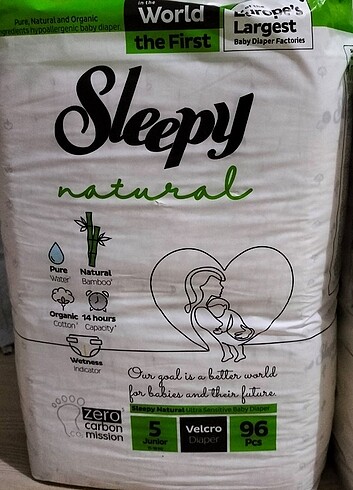 in the
World
the First
Pure, Natural and Organic
ingredients hypoallergenic baby diaper
Europe's
Largest
Baby Diaper Factories
Sleepy
natural
Pure
Water
Natural
Bamboo
Organic
Cotton
14 hours
Capacity
Wetness
Indicator
Our goal is a better world
for babies and their future.
Sleepy Natural Ultra Sensitive Baby Diaper
zero
carbon
mission
CO₂
5
Junior
Velcro
Diaper
96
Pcs